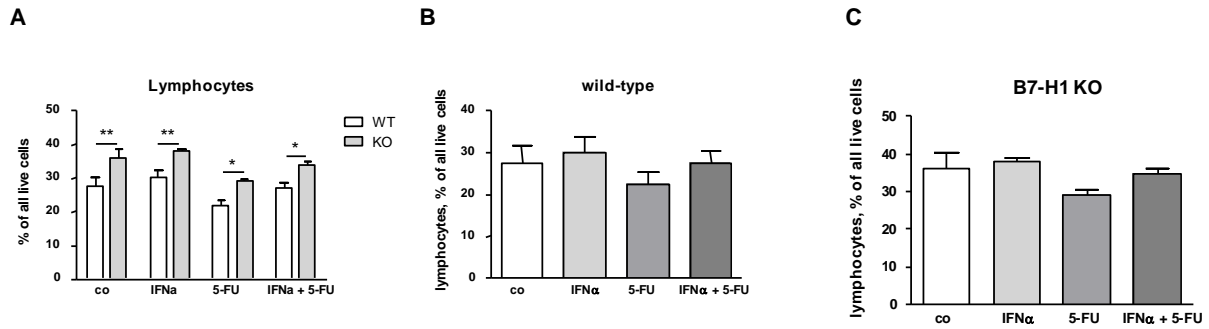 A
B
C
Lymphocytes
% of all live cells
50
40
30
20
10
0
**
**
*
*
WT
KO
co
IFNa
5-FU
IFNa + 5-FU
wild-type
lymphocytes, % of all live cells
40
30
20
10
0
co
IFNα
5-FU
IFNα + 5-FU
B7-H1 KO
lymphocytes, % of all live cells
50
40
30
20
10
0
co
IFNα
5-FU
IFNα + 5-FU